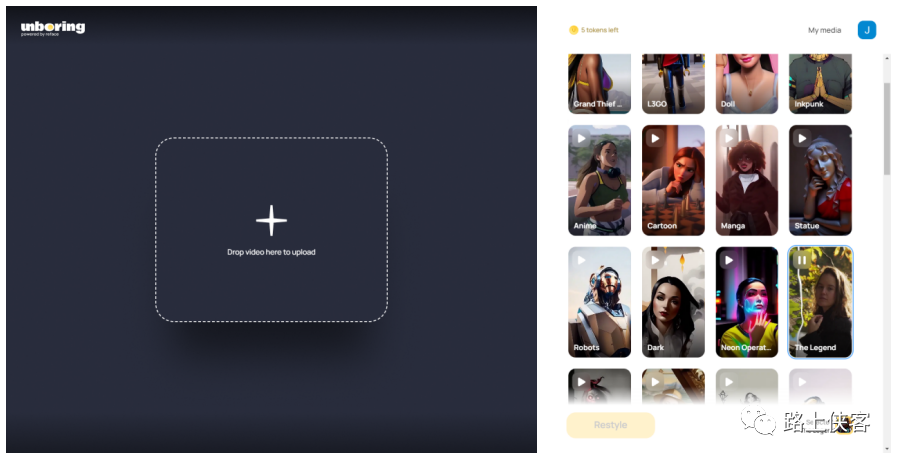 unboring
powered by reface
Drop video here to upload
5 tokens left
My media
J
Grand Thief ...
L3GO
Doll
Inkpunk
Anime
Cartoon
Manga
Statue
Robots
Dark
Neon Operat...
The Legend
Restyle
路上侠客